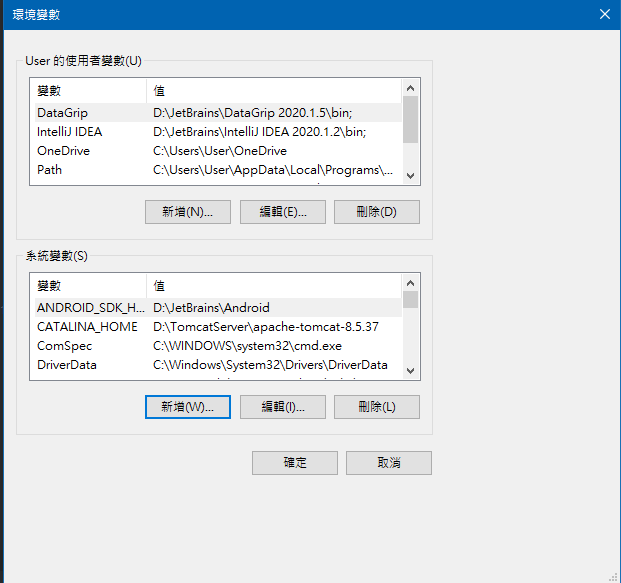 環境變數
User 的使用者變數(U)
變數 值
DataGrip D:\JetBrains\DataGrip 2020.1.5\bin;
IntelliJ IDEA D:\JetBrains\IntelliJ IDEA 2020.1.2\bin;
OneDrive C:\Users\User\OneDrive
Path C:\Users\User\AppData\Local\Programs\...
新增(N)... 編輯(E)... 刪除(D)
系統變數(S)
變數 值
ANDROID_SDK_H... D:\JetBrains\Android
CATALINA_HOME D:\TomcatServer\apache-tomcat-8.5.37
ComSpec C:\WINDOWS\system32\cmd.exe
DriverData C:\Windows\System32\Drivers\DriverData
新增(W)... 編輯(I)... 刪除(L)
確定 取消